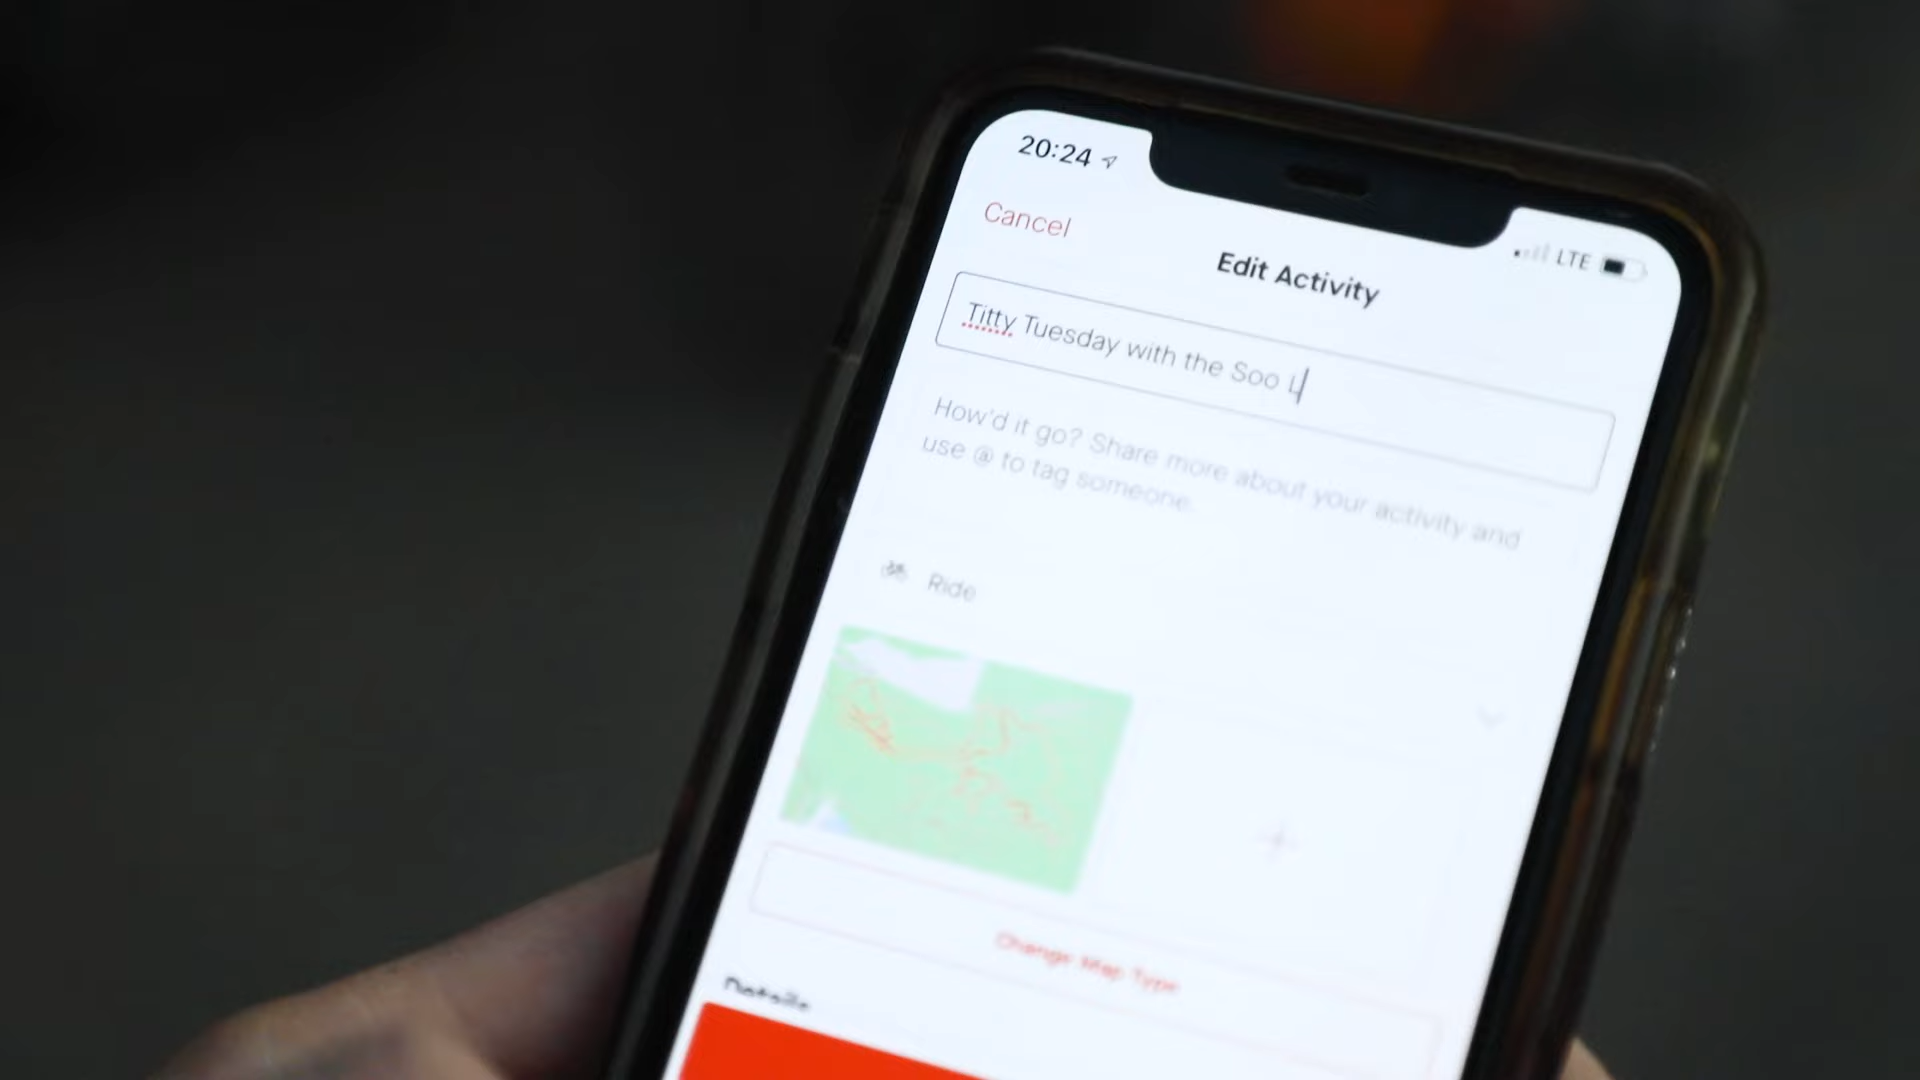 20:24
LTE
Cancel
Edit Activity
Titty Tuesday with the Soo L
How'd it go? Share more about your activity and
use @ to tag someone.
Ride
Change Map Type
Details